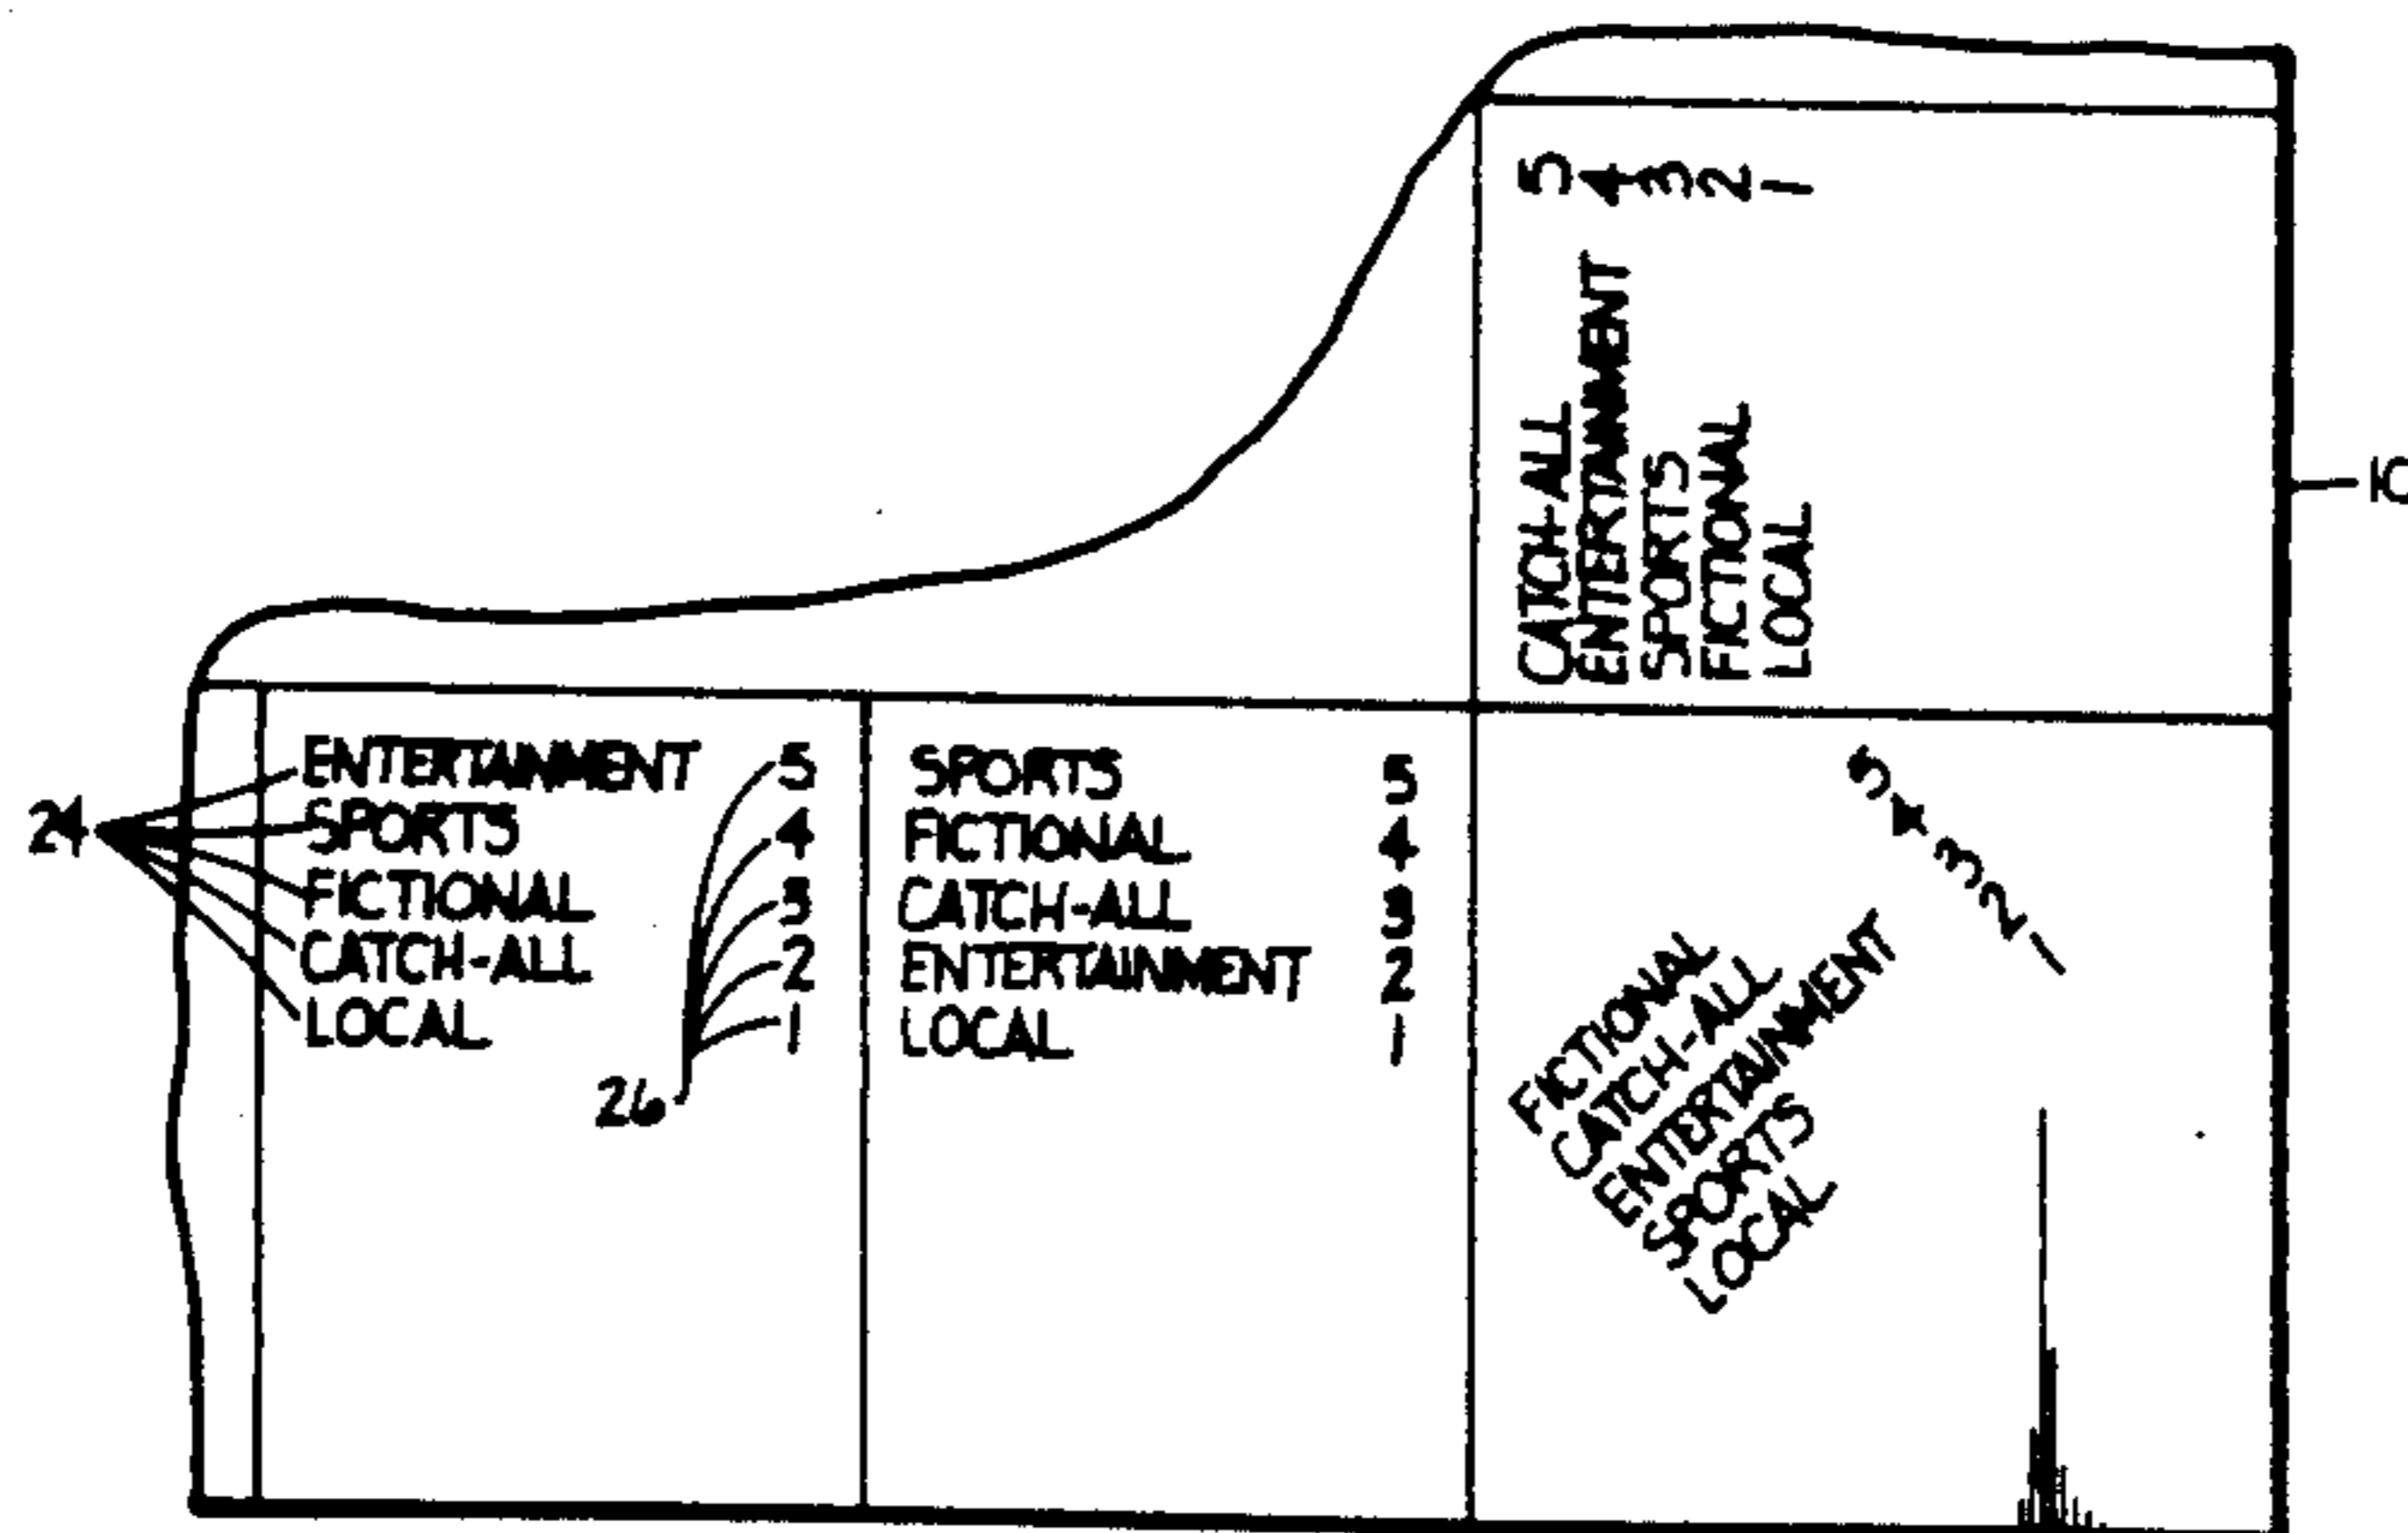 CATCH-ALL 5
ENTERTAINMENT 4
SPORTS 3
FICTIONAL 2
LOCAL 1
10
24
ENTERTAINMENT 5
SPORTS 4
FICTIONAL 3
CATCH-ALL 2
LOCAL 1
26
SPORTS 5
FICTIONAL 4
CATCH-ALL 3
ENTERTAINMENT 2
LOCAL 1
FICTIONAL 5
CATCH-ALL 4
ENTERTAINMENT 3
SPORTS 2
LOCAL 1